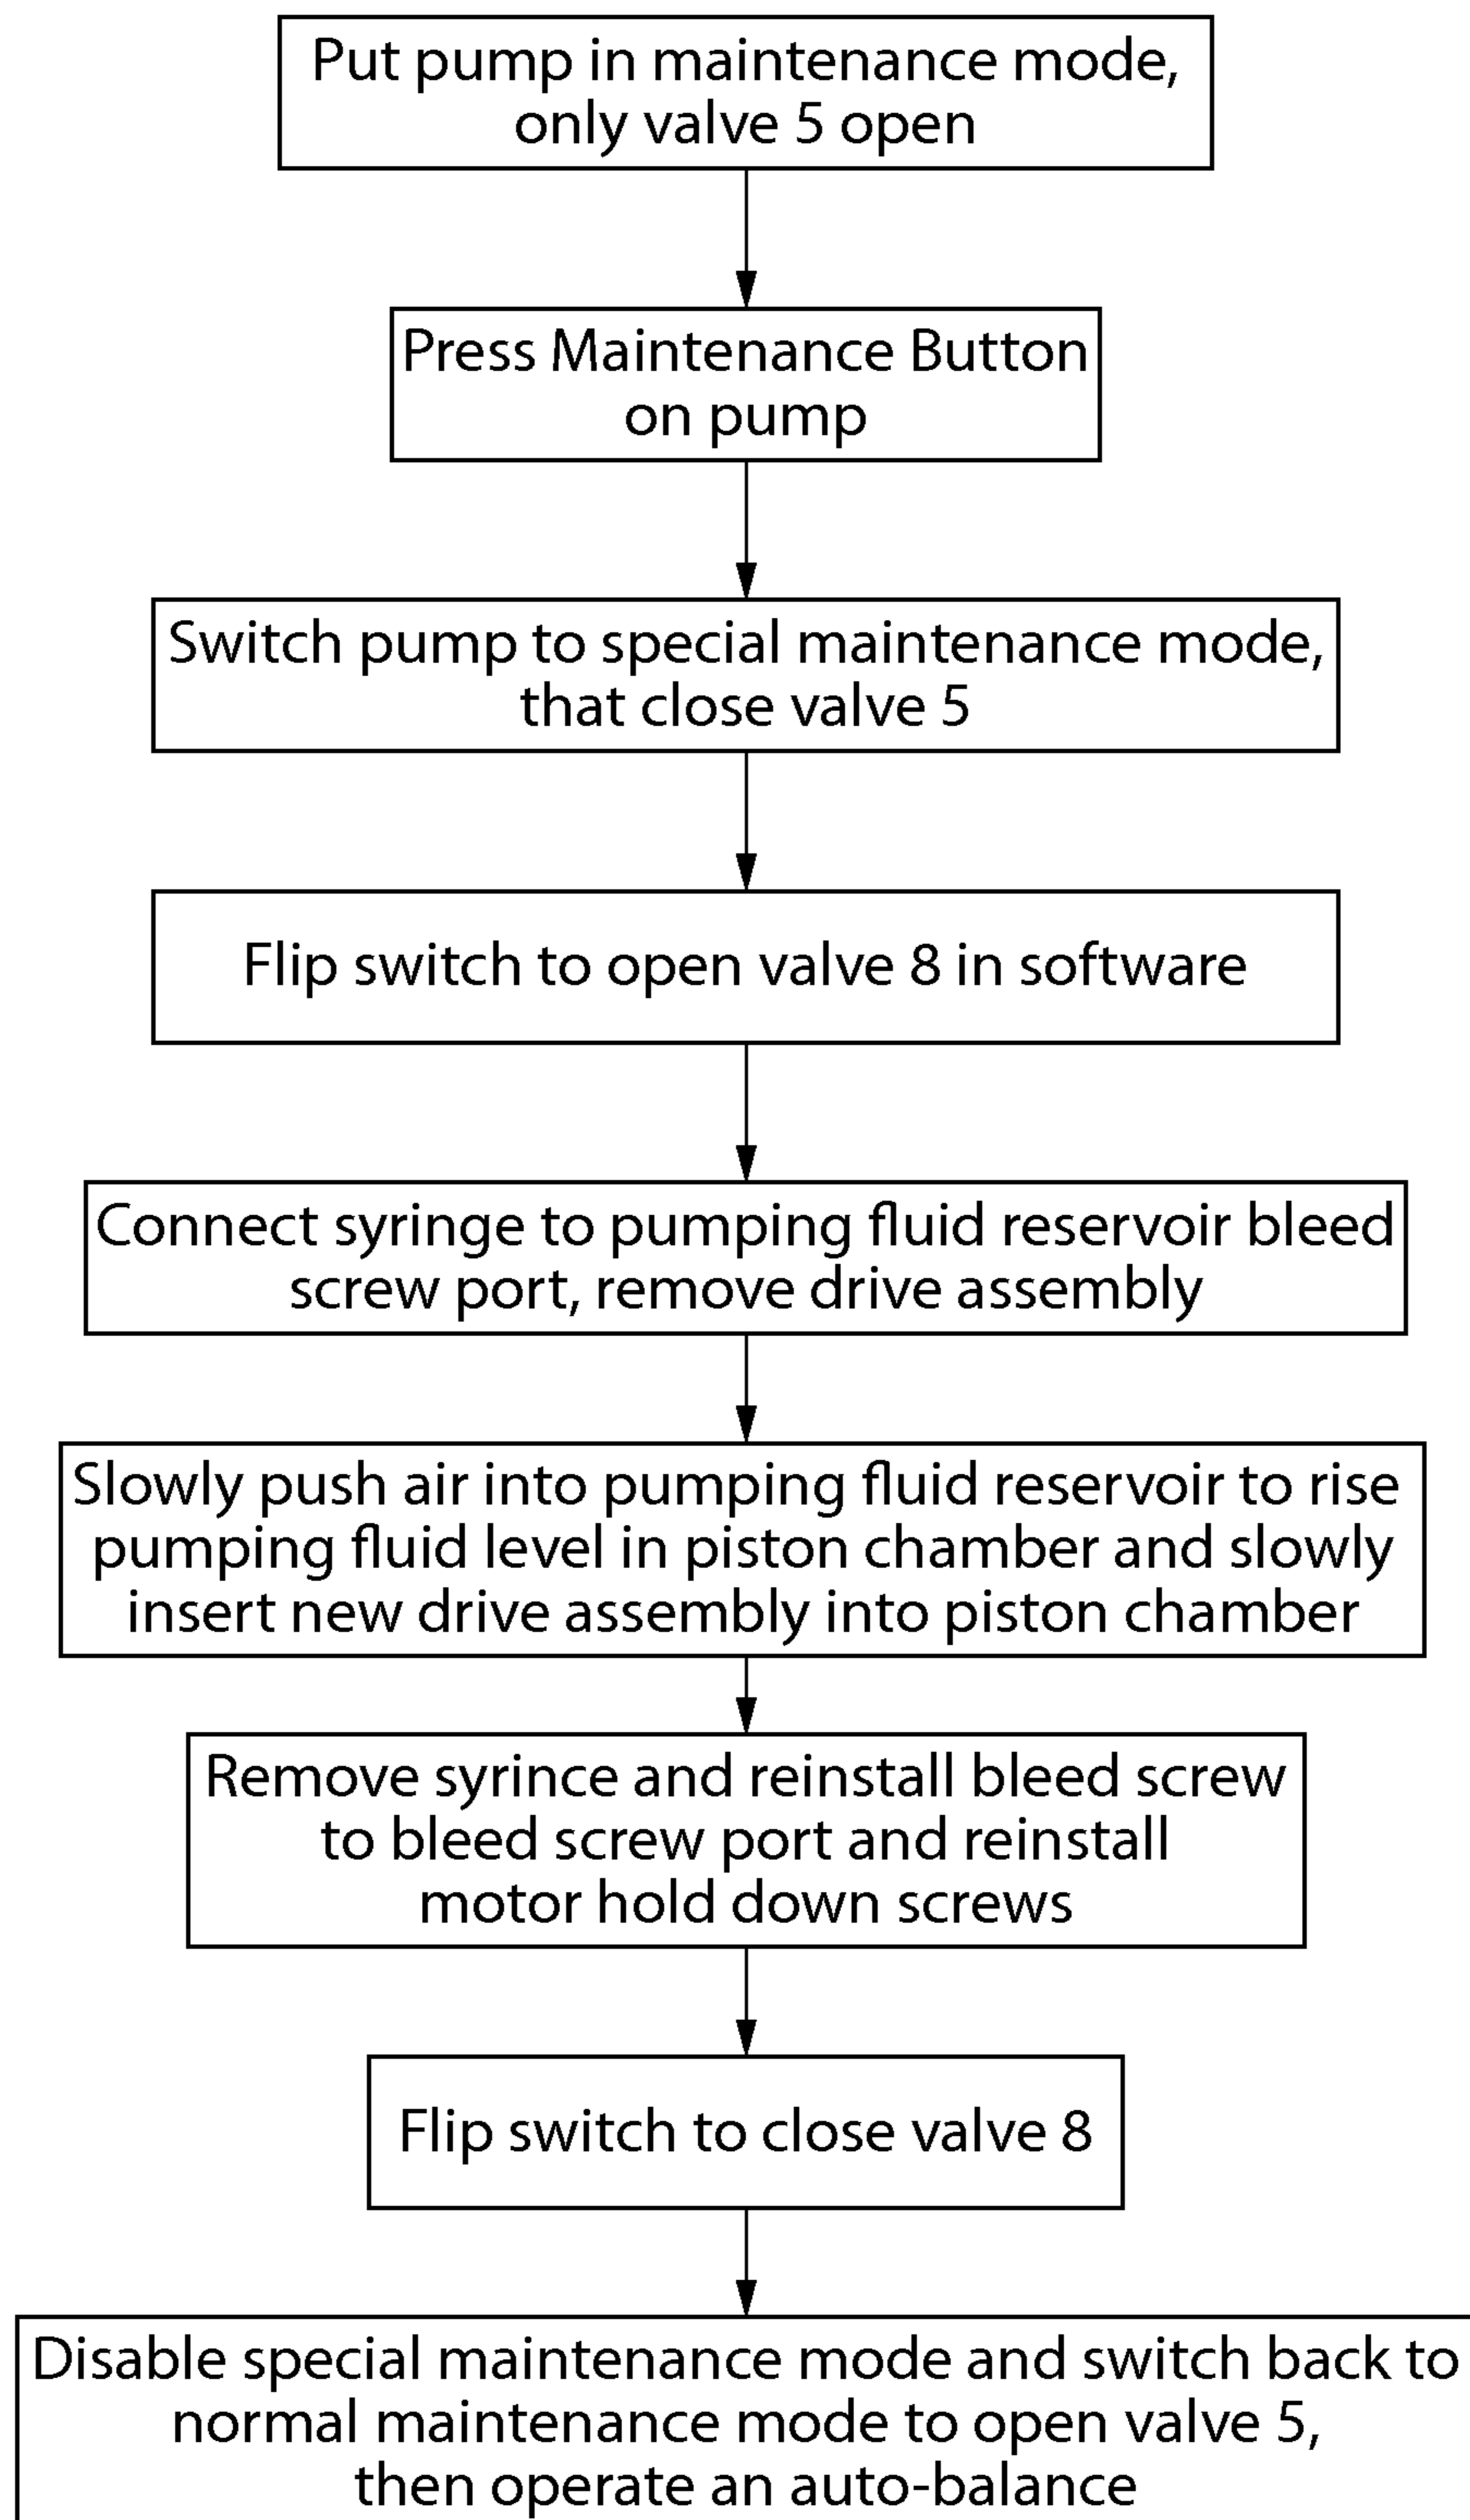 Put pump in maintenance mode,
only valve 5 open
Press Maintenance Button
on pump
Switch pump to special maintenance mode,
that close valve 5
Flip switch to open valve 8 in software
Connect syringe to pumping fluid reservoir bleed
screw port, remove drive assembly
Slowly push air into pumping fluid reservoir to rise
pumping fluid level in piston chamber and slowly
insert new drive assembly into piston chamber
Remove syrince and reinstall bleed screw
to bleed screw port and reinstall
motor hold down screws
Flip switch to close valve 8
Disable special maintenance mode and switch back to
normal maintenance mode to open valve 5,
then operate an auto-balance